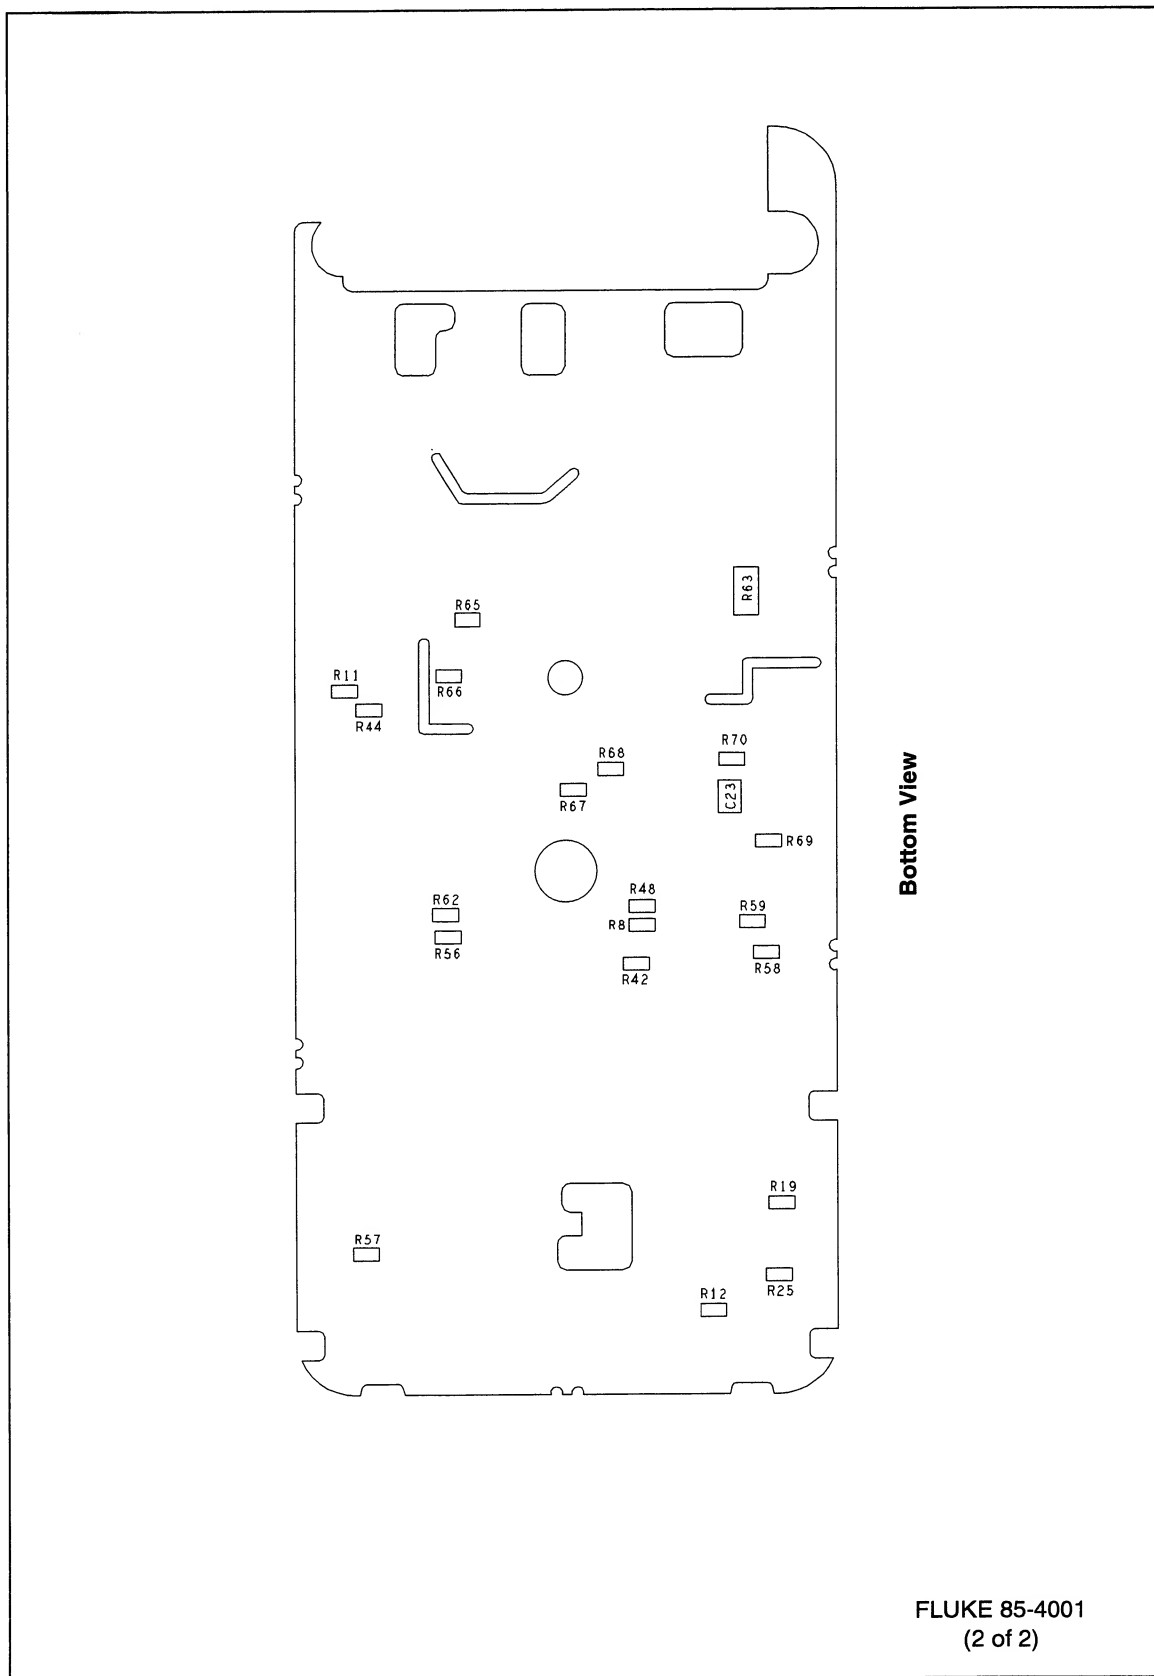 R63
R65
R11
R66
R44
R70
R68
C23
R67
R69
R48
R62
R59
R8
R56
R58
R42
Bottom View
R19
R57
R25
R12
FLUKE 85-4001
(2 of 2)